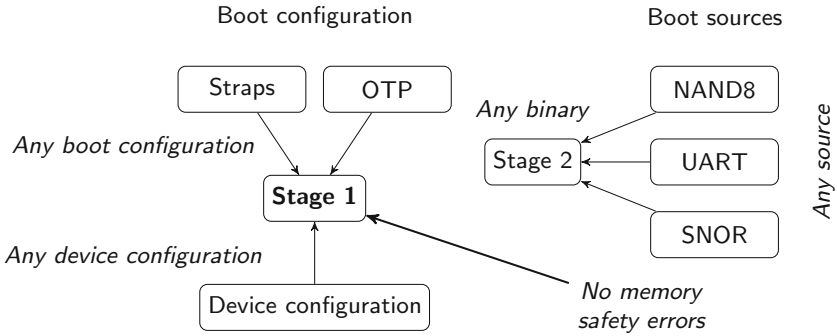 Boot configuration
Boot sources
Straps
OTP
NAND8
Any binary
Any boot configuration
Stage 2
UART
Any source
Stage 1
SNOR
Any device configuration
Device configuration
No memory
safety errors